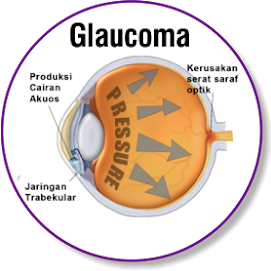 Glaucoma
Produksi
Cairan
Akuos
Kerusakan
serat saraf
optik
PRESSURE
Jaringan
Trabekular